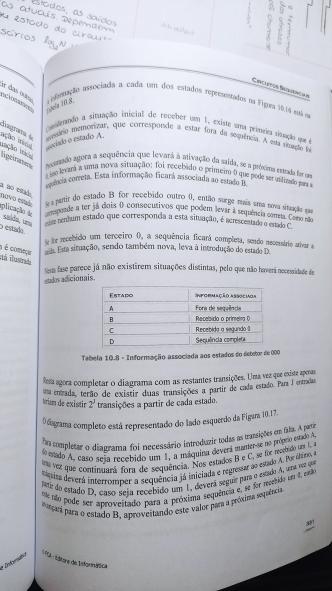 estados, as saídas
atuais dependem
estado do circuito
log₂ N
CIRCUITOS SEQUENCIAIS
A informação associada a cada um dos estados representados na Figura 10.16 está na
Tabela 10.8.
Considerando a situação inicial de receber um 1, existe uma primeira situação que é
necessário memorizar, que corresponde a estar fora da sequência. A esta situação foi
associado o estado A.
Procurando agora a sequência que levará à ativação da saída, se a próxima entrada for um
0, isso levará a uma nova situação: foi recebido o primeiro 0 que pode ser utilizado para a
sequência correta. Esta informação ficará associada ao estado B.
Se a partir do estado B for recebido outro 0, então surge mais uma nova situação que
corresponde a ter já dois 0 consecutivos que podem levar à sequência correta. Como não
existe nenhum estado que corresponda a esta situação, é acrescentado o estado C.
Se for recebido um terceiro 0, a sequência ficará completa, sendo necessário ativar a
saída. Esta situação, sendo também nova, leva à introdução do estado D.
Nesta fase parece já não existirem situações distintas, pelo que não haverá necessidade de
estados adicionais.
ESTADO INFORMAÇÃO ASSOCIADA
A Fora de sequência
B Recebido o primeiro 0
C Recebido o segundo 0
D Sequência completa
Tabela 10.8 - Informação associada aos estados do detetor de 000
Resta agora completar o diagrama com as restantes transições. Uma vez que existe apenas
uma entrada, terão de existir duas transições a partir de cada estado. Para J entradas
teriam de existir 2ᴶ transições a partir de cada estado.
O diagrama completo está representado do lado esquerdo da Figura 10.17.
Para completar o diagrama foi necessário introduzir todas as transições em falta. A partir
do estado A, caso seja recebido um 1, a máquina deverá manter-se no próprio estado A,
uma vez que continuará fora de sequência. Nos estados B e C, se for recebido um 1, a
máquina deverá interromper a sequência já iniciada e regressar ao estado A. Por último, a
partir do estado D, caso seja recebido um 1, deverá seguir para o estado A, uma vez que
este não pode ser aproveitado para a próxima sequência e, se for recebido um 0, então
avançará para o estado B, aproveitando este valor para a próxima sequência.
© FCA - Editora de Informática